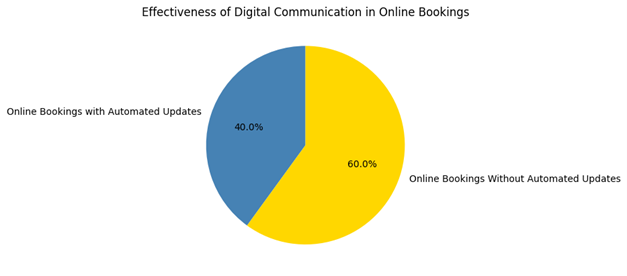 Effectiveness of Digital Communication in Online Bookings
Online Bookings with Automated Updates
40.0%
60.0%
Online Bookings Without Automated Updates